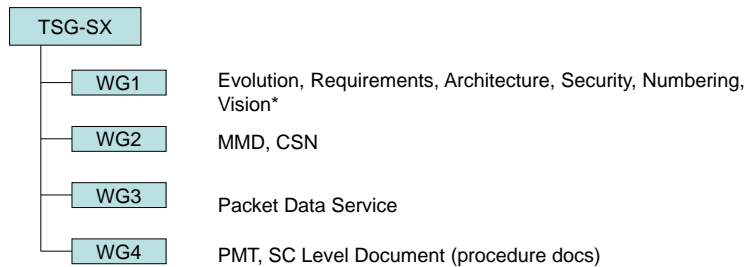 TSG-SX
WG1
Evolution, Requirements, Architecture, Security, Numbering,
Vision*
WG2
MMD, CSN
WG3
Packet Data Service
WG4
PMT, SC Level Document (procedure docs)